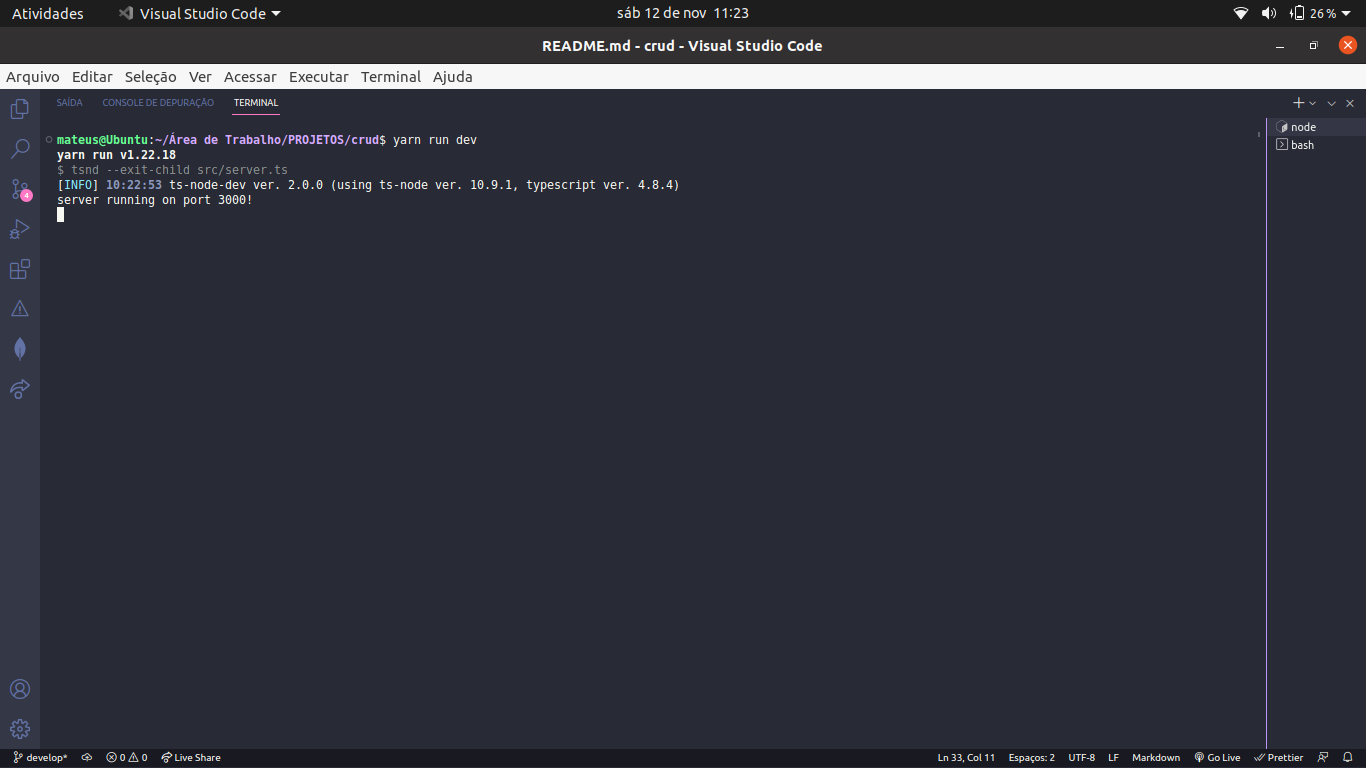 Atividades Visual Studio Code sáb 12 de nov 11:23 26%
README.md - crud - Visual Studio Code
Arquivo Editar Seleção Ver Acessar Executar Terminal Ajuda
SAÍDA CONSOLE DE DEPURAÇÃO TERMINAL
node
bash
mateus@Ubuntu:~/Área de Trabalho/PROJETOS/crud$ yarn run dev
yarn run v1.22.18
$ tsnd --exit-child src/server.ts
[INFO] 10:22:53 ts-node-dev ver. 2.0.0 (using ts-node ver. 10.9.1, typescript ver. 4.8.4)
server running on port 3000!
4
develop* 0 0 Live Share Ln 33, Col 11 Espaços: 2 UTF-8 LF Markdown Go Live Prettier